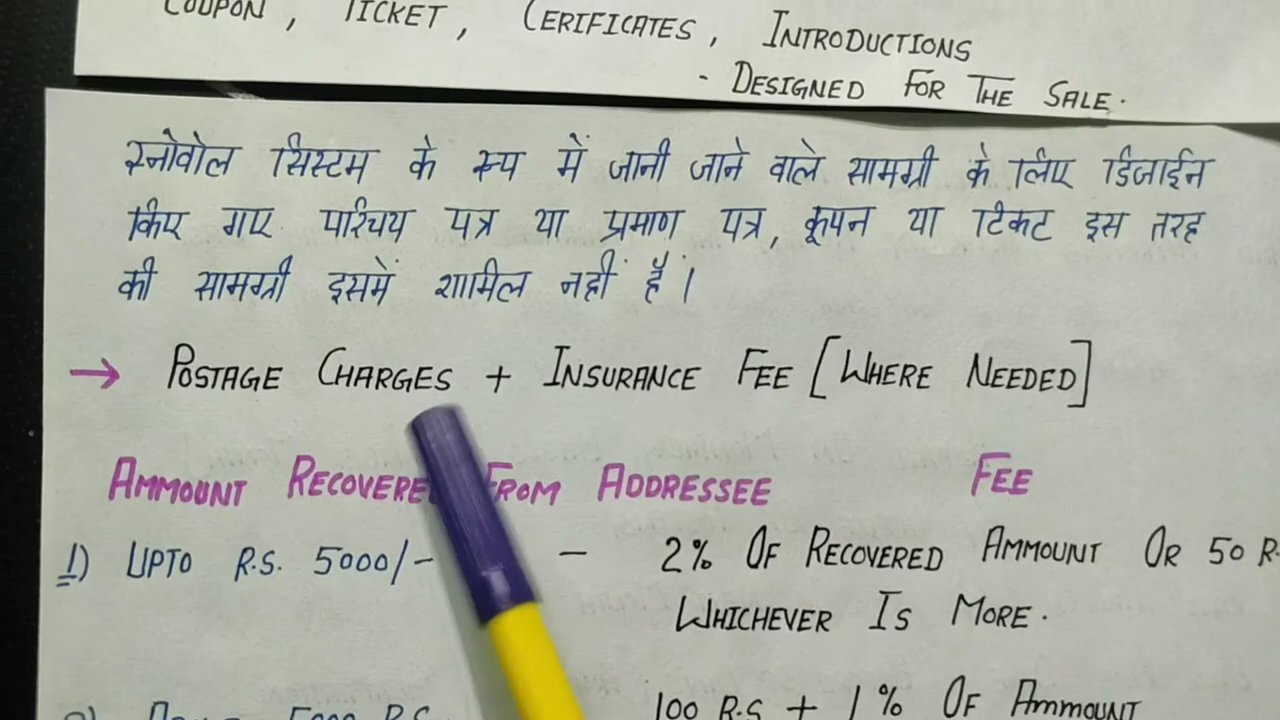 COUPON, TICKET, CERIFICATES, INTRODUCTIONS
- DESIGNED FOR THE SALE.
स्नोवोल सिस्टम के रूप में जानी जाने वाले सामग्री के लिए डिजाईन
किए गए परिचय पत्र या प्रमाण पत्र, कूपन या टिकट इस तरह
की सामग्री इसमें शामिल नहीं है।
→ POSTAGE CHARGES + INSURANCE FEE [WHERE NEEDED]
AMMOUNT RECOVERED FROM ADDRESSEE FEE
1) UPTO R.S. 5000/- - 2% OF RECOVERED AMMOUNT OR 50 R.
WHICHEVER IS MORE.
5000 R.S. 100 R.S + 1% OF AMMOUNT